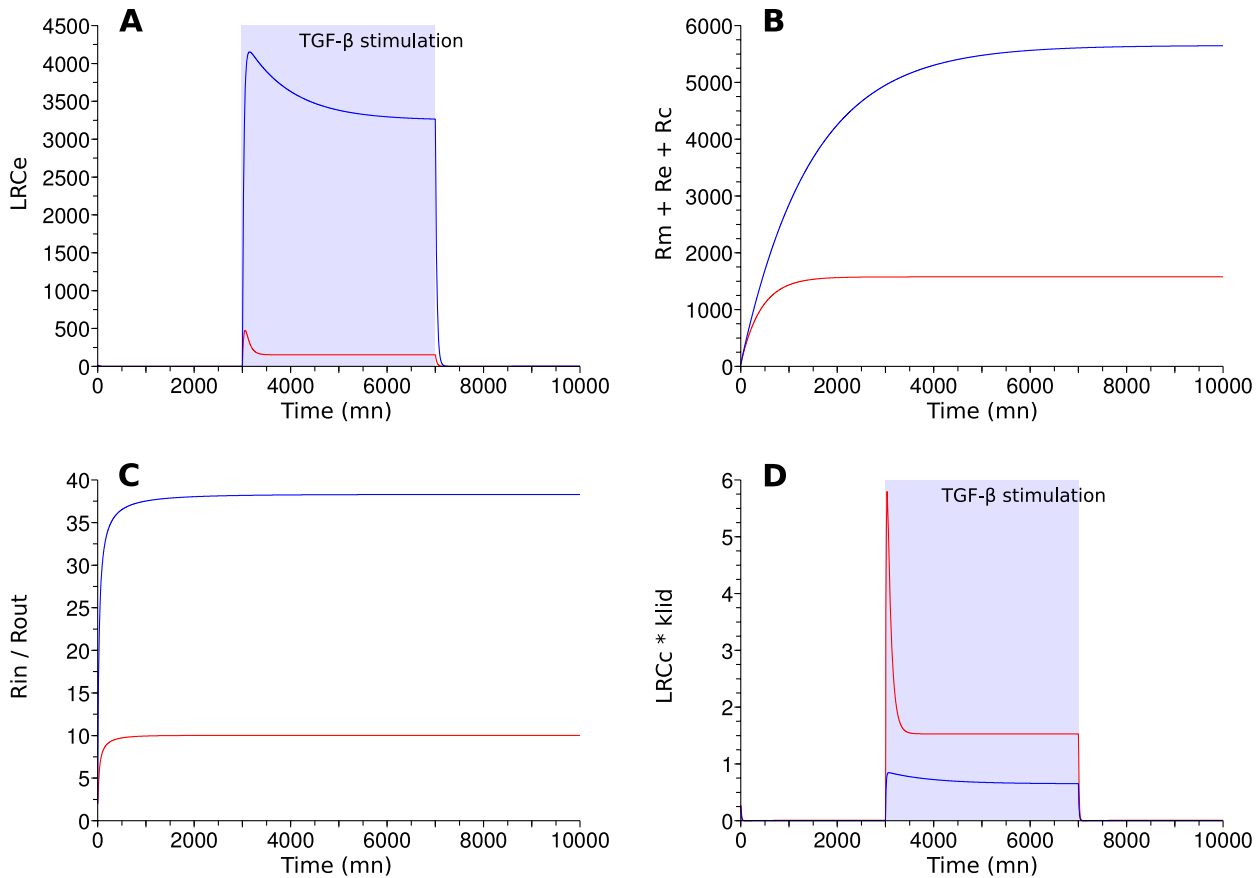 A
TGF-β stimulation
LRCe
4500
4000
3500
3000
2500
2000
1500
1000
500
0
0 2000 4000 6000 8000 10000
Time (mn)
B
Rm + Re + Rc
6000
5000
4000
3000
2000
1000
0
0 2000 4000 6000 8000 10000
Time (mn)
C
Rin / Rout
40
35
30
25
20
15
10
5
0
0 2000 4000 6000 8000 10000
Time (mn)
D
TGF-β stimulation
LRCc * klid
6
5
4
3
2
1
0
0 2000 4000 6000 8000 10000
Time (mn)